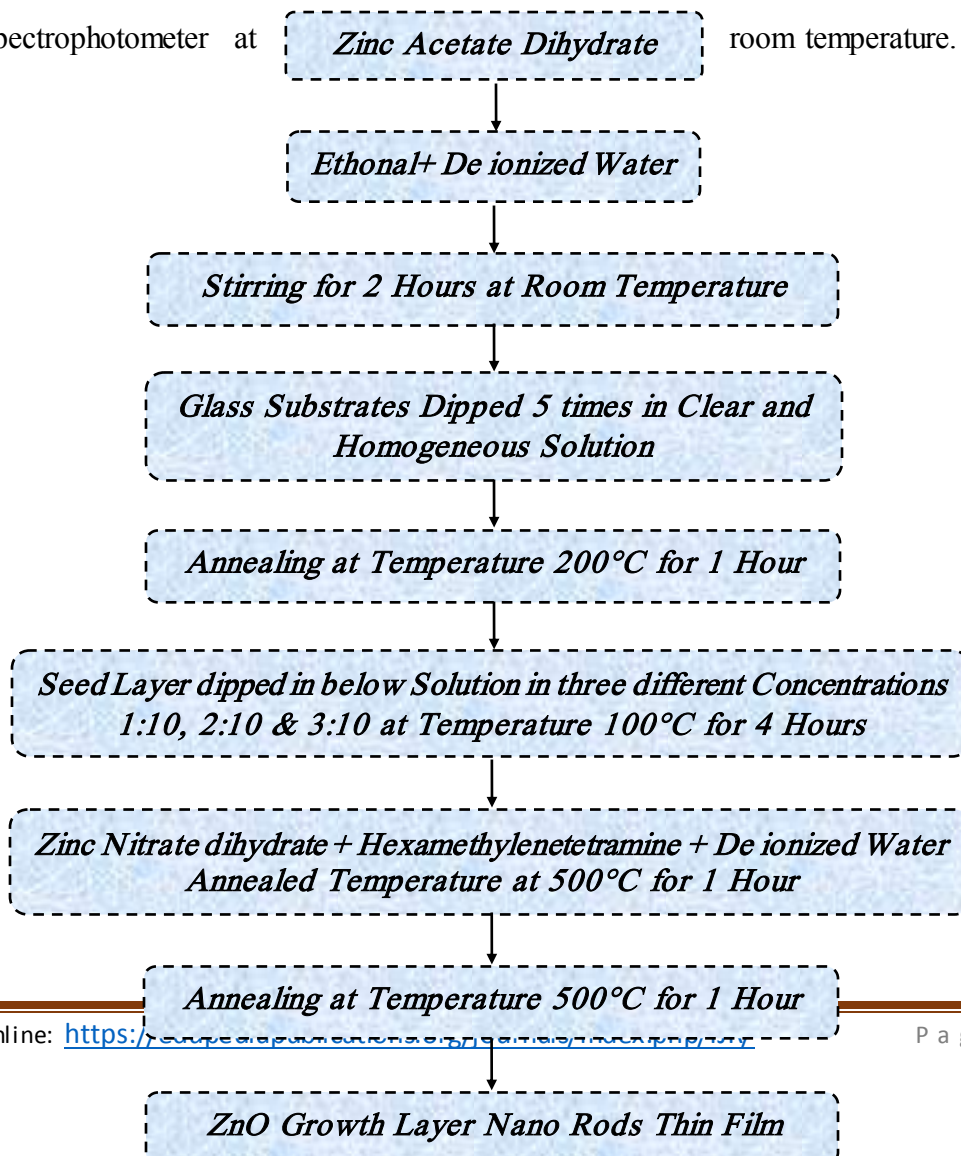 pectrophotometer at
Zinc Acetate Dihydrate
room temperature.
Ethonal+ De ionized Water
Stirring for 2 Hours at Room Temperature
Glass Substrates Dipped 5 times in Clear and
Homogeneous Solution
Annealing at Temperature 200°C for 1 Hour
Seed Layer dipped in below Solution in three different Concentrations
1:10, 2:10 & 3:10 at Temperature 100°C for 4 Hours
Zinc Nitrate dihydrate + Hexamethylenetetramine + De ionized Water
Annealed Temperature at 500°C for 1 Hour
Annealing at Temperature 500°C for 1 Hour
nline: https:/
P a g
ZnO Growth Layer Nano Rods Thin Film